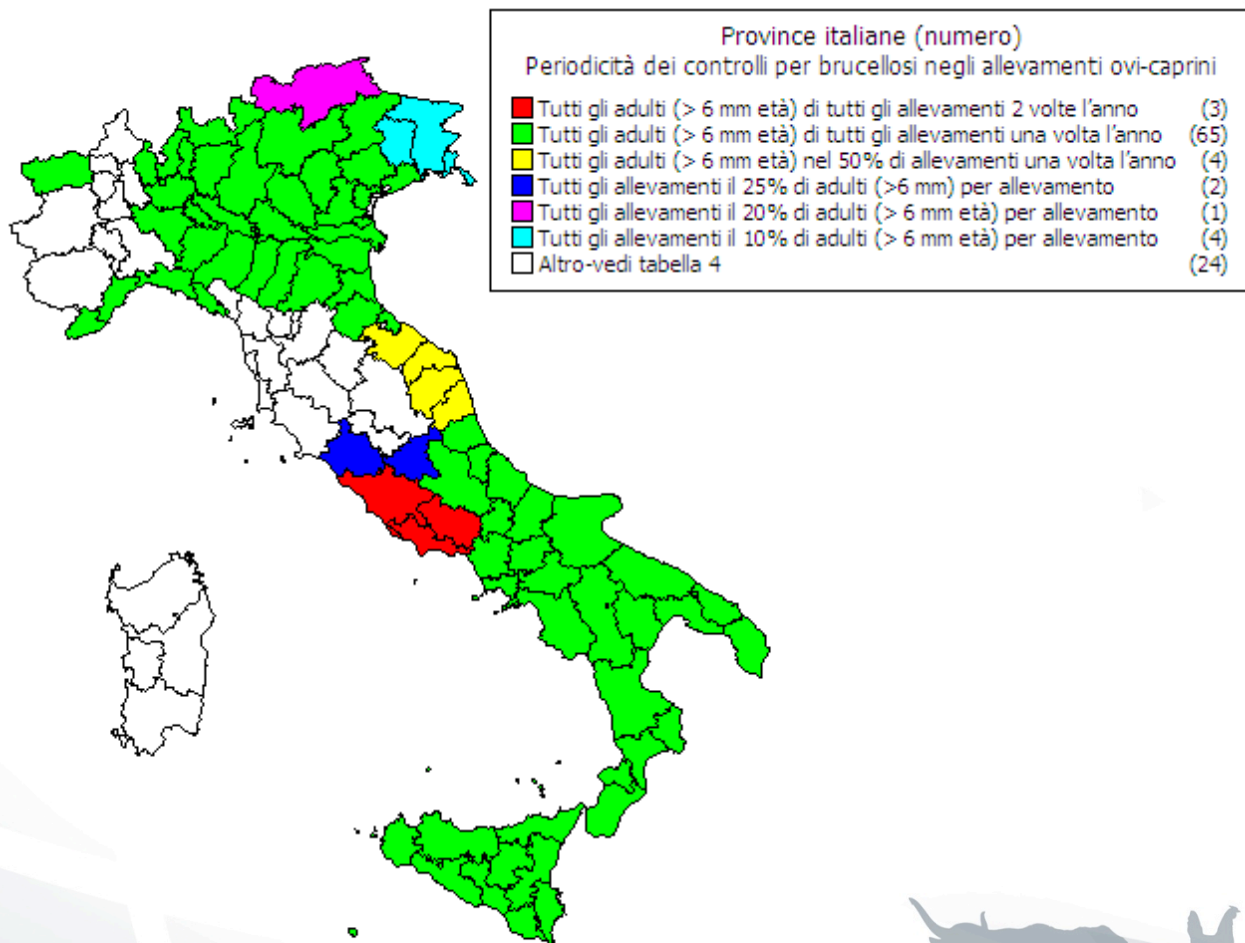 Province italiane (numero)
Periodicità dei controlli per brucellosi negli allevamenti ovi-caprini
Tutti gli adulti (> 6 mm età) di tutti gli allevamenti 2 volte l'anno (3)
Tutti gli adulti (> 6 mm età) di tutti gli allevamenti una volta l'anno (65)
Tutti gli adulti (> 6 mm età) nel 50% di allevamenti una volta l'anno (4)
Tutti gli allevamenti il 25% di adulti (>6 mm) per allevamento (2)
Tutti gli allevamenti il 20% di adulti (> 6 mm età) per allevamento (1)
Tutti gli allevamenti il 10% di adulti (> 6 mm età) per allevamento (4)
Altro-vedi tabella 4 (24)